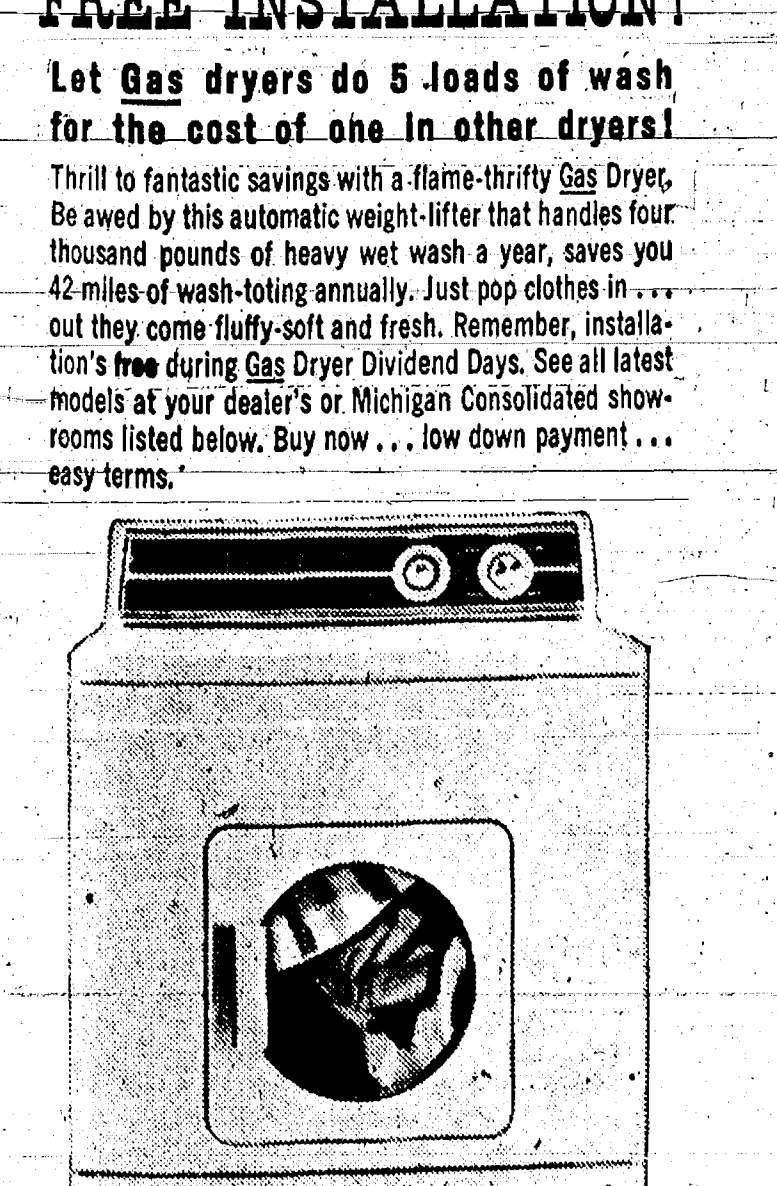 FREE INSTALLATION!
Let Gas dryers do 5 loads of wash
for the cost of one in other dryers!
Thrill to fantastic savings with a flame-thrifty Gas Dryer,
Be awed by this automatic weight-lifter that handles four
thousand pounds of heavy wet wash a year, saves you
42 miles of wash-toting annually. Just pop clothes in ...
out they come fluffy-soft and fresh. Remember, installa-
tion's free during Gas Dryer Dividend Days. See all latest
models at your dealer's or Michigan Consolidated show-
rooms listed below. Buy now ... low down payment ...
easy terms.